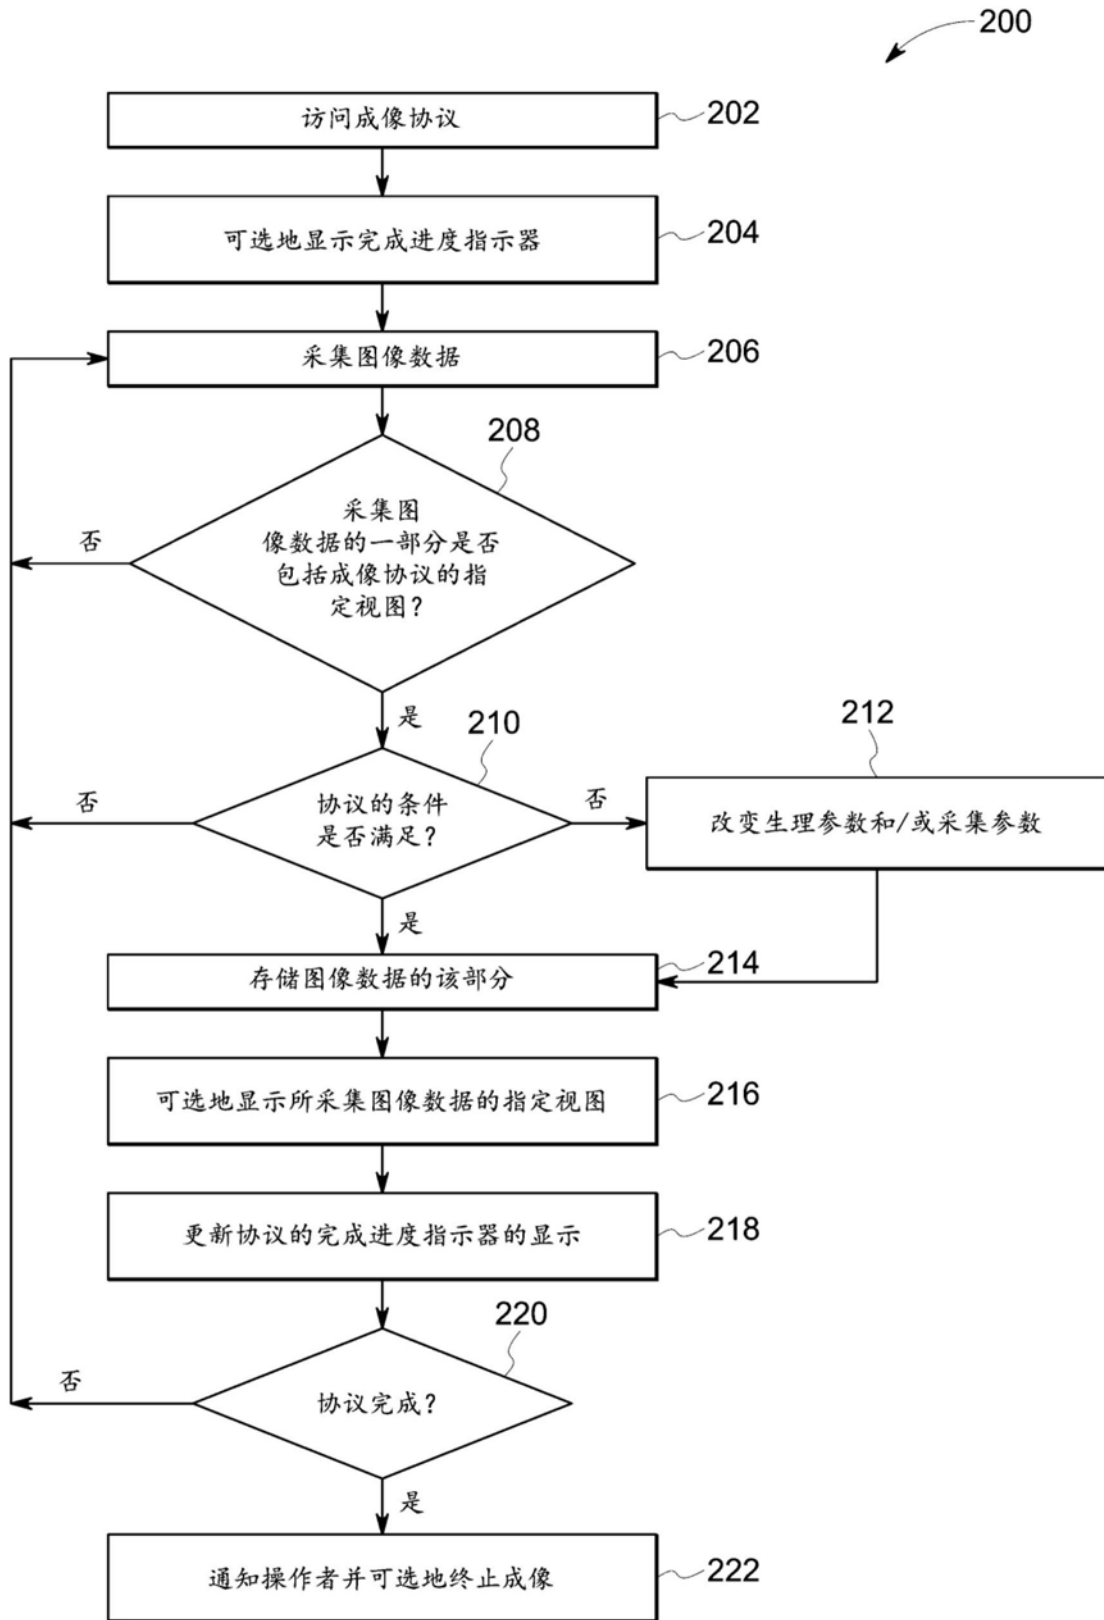 200
访问成像协议
202
可选地显示完成进度指示器
204
采集图像数据
206
208
采集图
像数据的一部分是否
包括成像协议的指
定视图?
否
是
210
212
协议的条件
是否满足?
否
否
改变生理参数和/或采集参数
是
存储图像数据的该部分
214
可选地显示所采集图像数据的指定视图
216
更新协议的完成进度指示器的显示
218
220
协议完成?
否
是
通知操作者并可选地终止成像
222